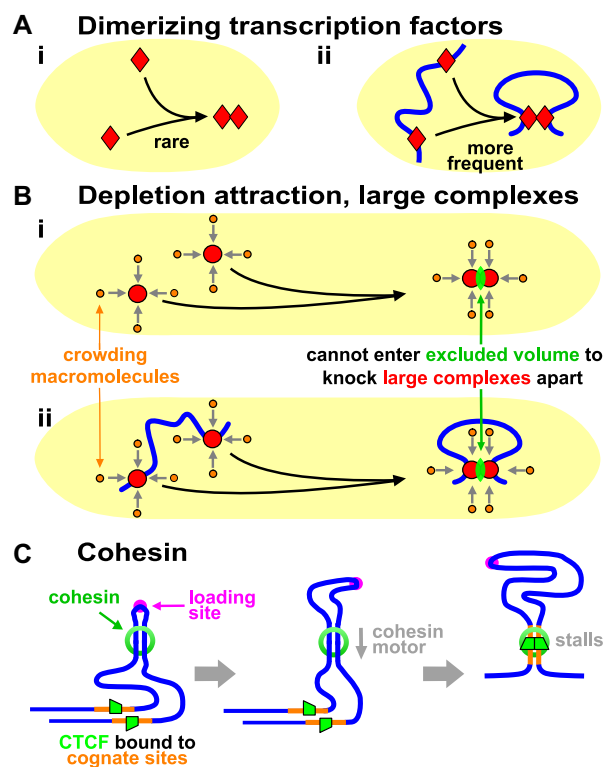 A Dimerizing transcription factors
i
ii
rare
more
frequent
B Depletion attraction, large complexes
i
crowding
macromolecules
cannot enter excluded volume to
knock large complexes apart
ii
C Cohesin
cohesin
loading
site
cohesin
motor
stalls
CTCF bound to
cognate sites